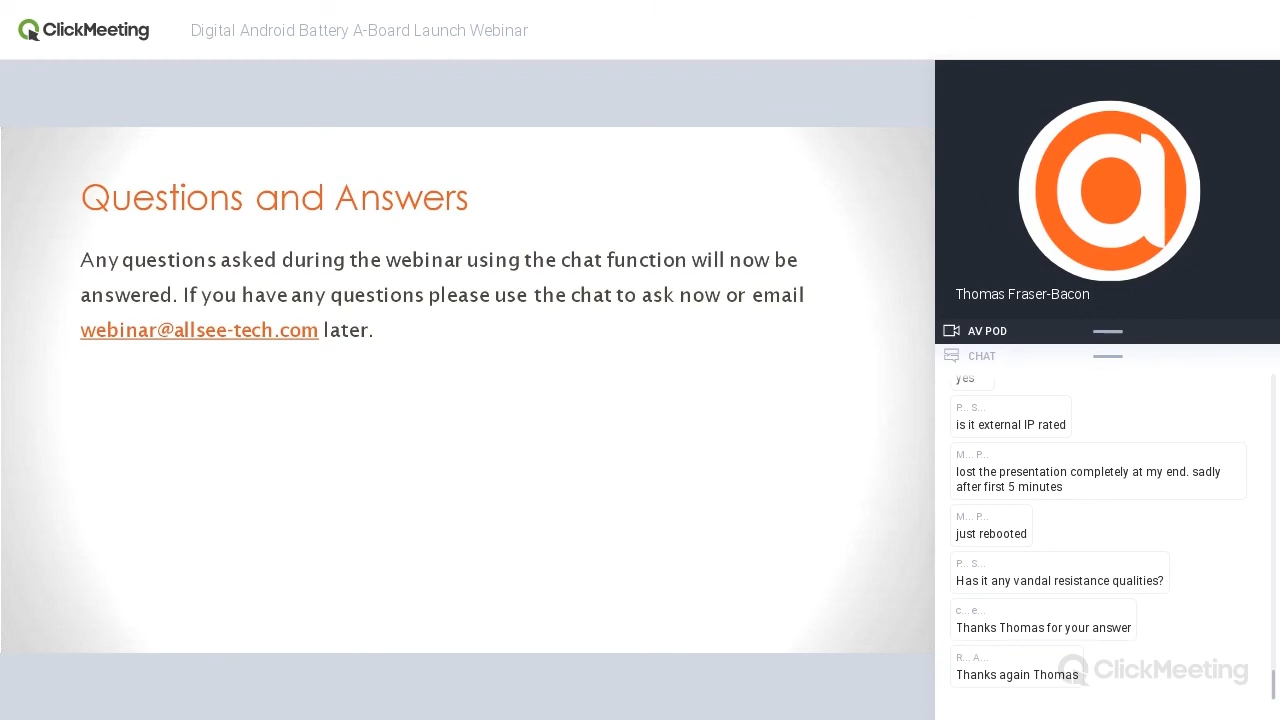 ClickMeeting
Digital Android Battery A-Board Launch Webinar
Questions and Answers
Any questions asked during the webinar using the chat function will now be
answered. If you have any questions please use the chat to ask now or email
webinar@allsee-tech.com later.
a
Thomas Fraser-Bacon
AV POD
CHAT
yes
P... S...
is it external IP rated
M... P...
lost the presentation completely at my end. sadly
after first 5 minutes
M... P...
just rebooted
P... S...
Has it any vandal resistance qualities?
c... e...
Thanks Thomas for your answer
R... A...
Thanks again Thomas
ClickMeeting